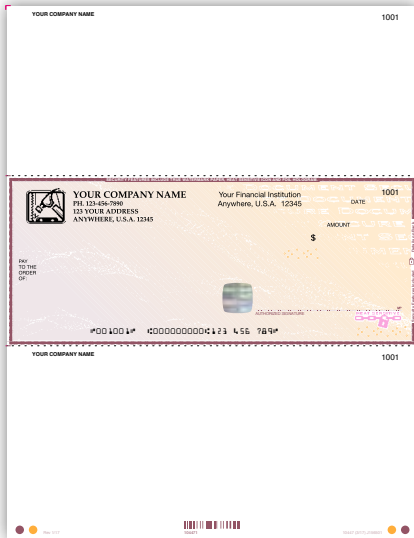 YOUR COMPANY NAME
1001
YOUR COMPANY NAME
PH. 123-456-7890
123 YOUR ADDRESS
ANYWHERE, U.S.A. 12345
Your Financial Institution
Anywhere, U.S.A. 12345
1001
DATE
AMOUNT
$
PAY
TO THE
ORDER
OF:
AUTHORIZED SIGNATURE
⑈001001⑈ ⑆000000000⑆123 456 789⑈
YOUR COMPANY NAME
1001